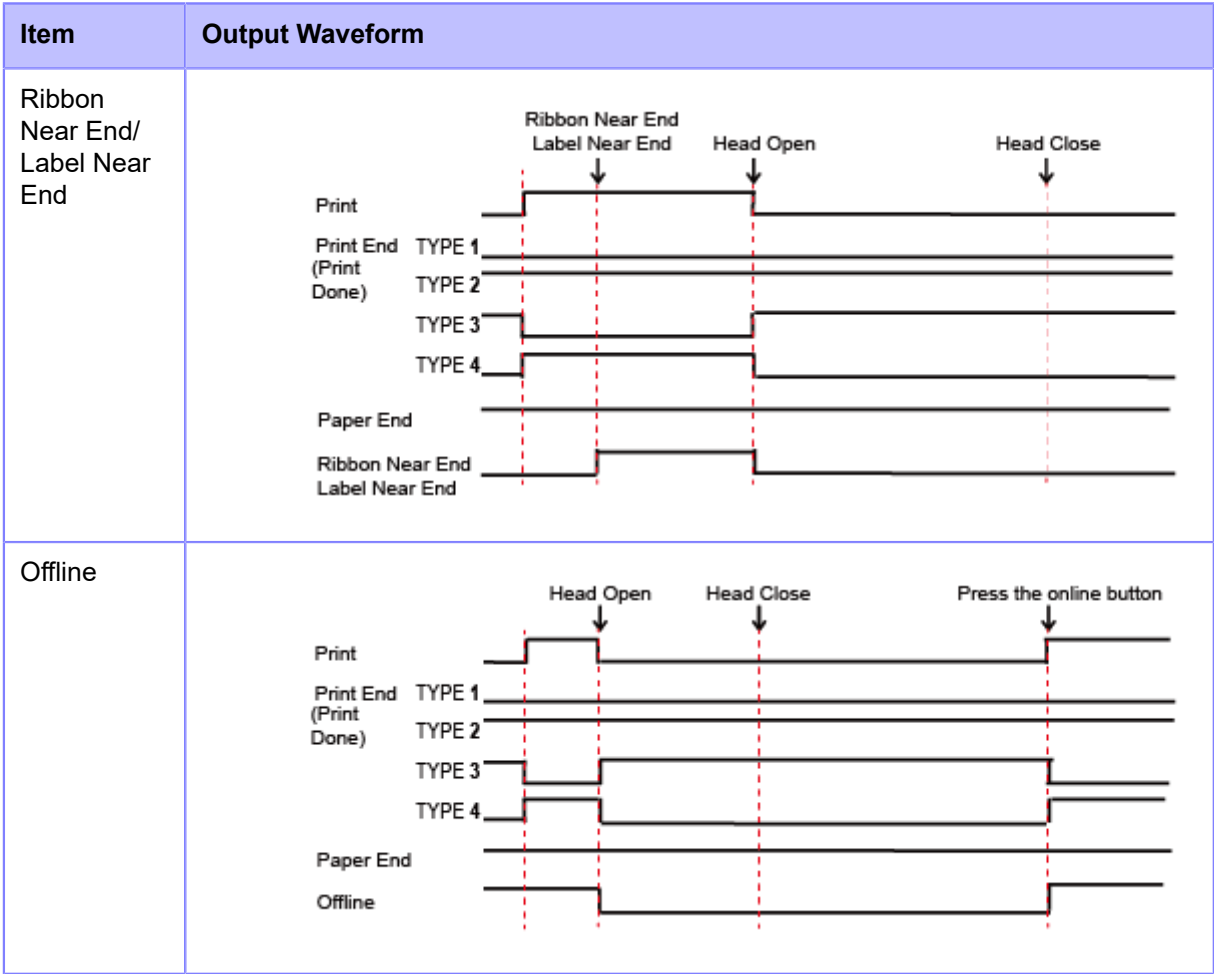 Item
Output Waveform
Ribbon
Near End/
Label Near
End
Ribbon Near End
Label Near End
Head Open
Head Close
Print
Print End
(Print
Done)
TYPE 1
TYPE 2
TYPE 3
TYPE 4
Paper End
Ribbon Near End
Label Near End
Offline
Head Open
Head Close
Press the online button
Print
Print End
(Print
Done)
TYPE 1
TYPE 2
TYPE 3
TYPE 4
Paper End
Offline